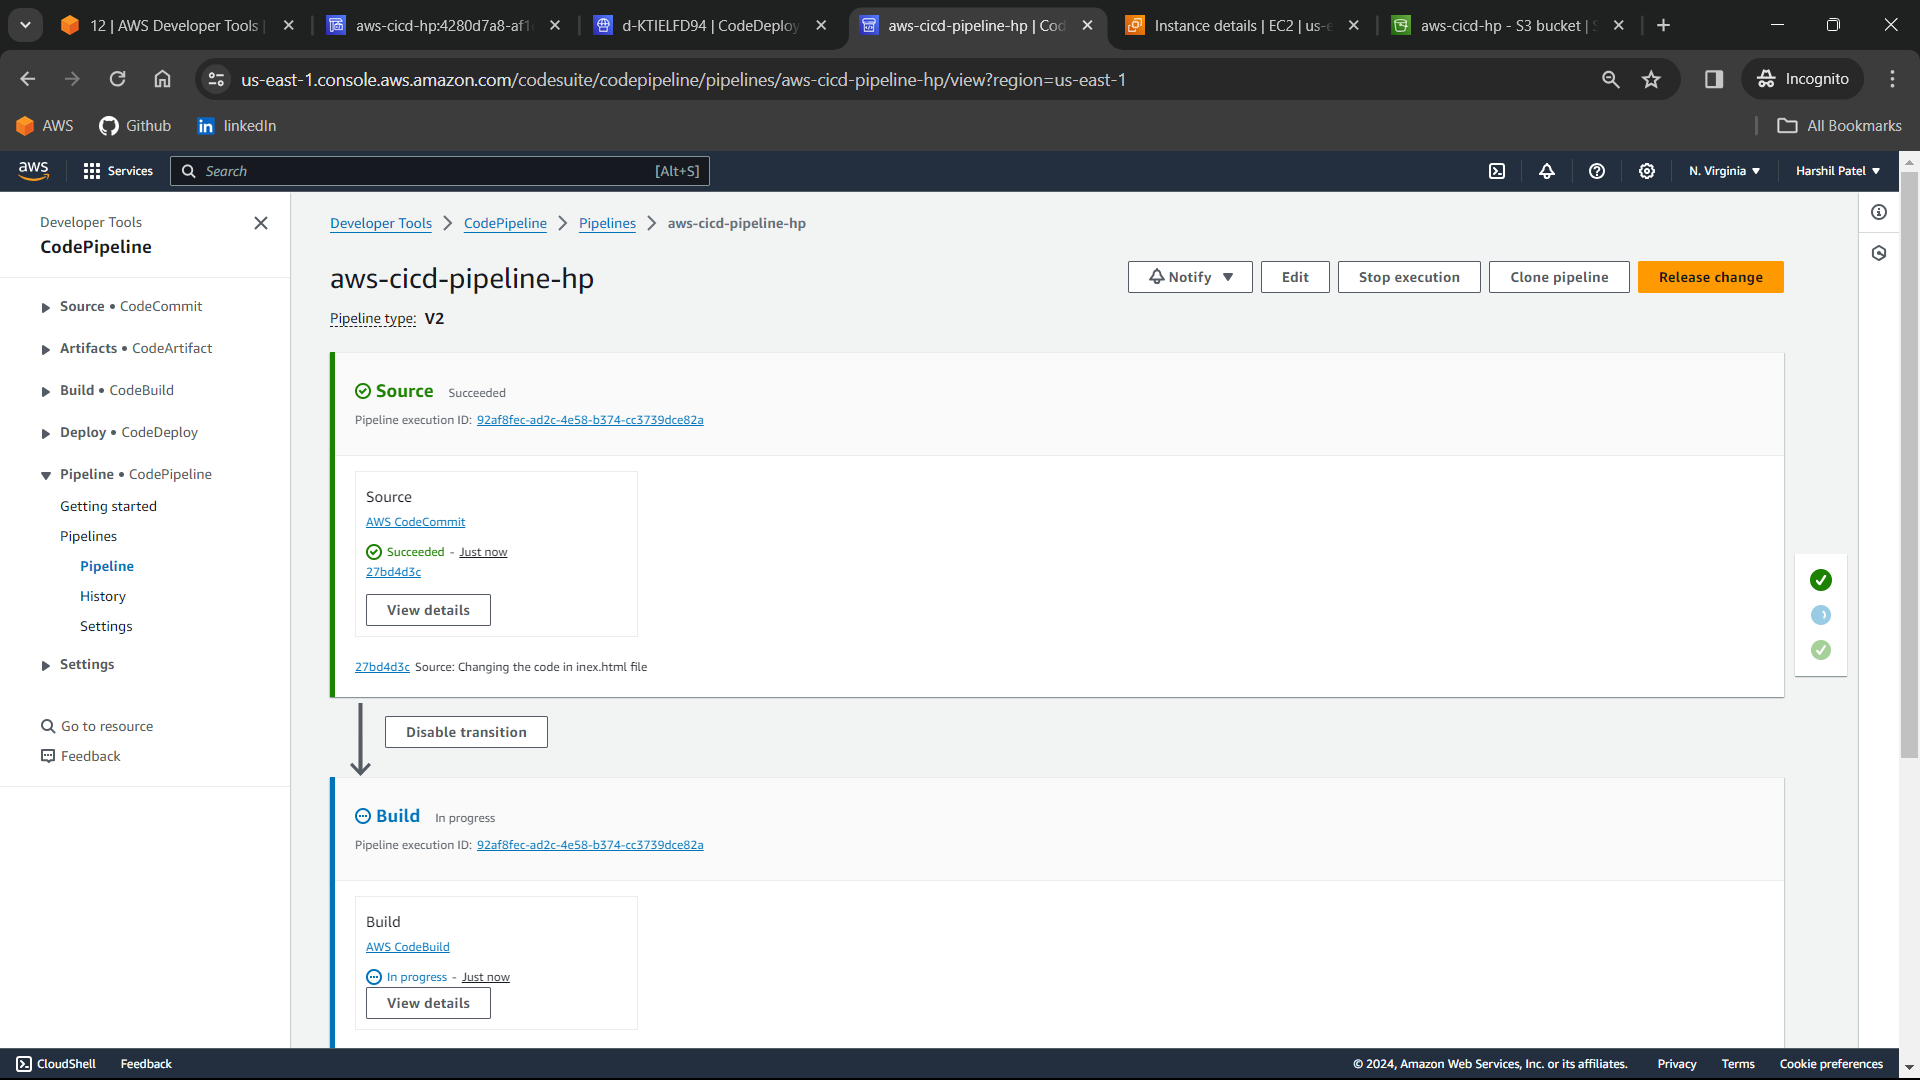 12 | AWS Developer Tools
aws-cicd-hp:4280d7a8-af1
d-KTIELFD94 | CodeDeploy
aws-cicd-pipeline-hp | Cod
Instance details | EC2 | us-e
aws-cicd-hp - S3 bucket |
us-east-1.console.aws.amazon.com/codesuite/codepipeline/pipelines/aws-cicd-pipeline-hp/view?region=us-east-1
Incognito
AWS
Github
linkedIn
All Bookmarks
aws
Services
Search
[Alt+S]
N. Virginia
Harshil Patel
Developer Tools
CodePipeline
Source • CodeCommit
Artifacts • CodeArtifact
Build • CodeBuild
Deploy • CodeDeploy
Pipeline • CodePipeline
Getting started
Pipelines
Pipeline
History
Settings
Settings
Go to resource
Feedback
Developer Tools
CodePipeline
Pipelines
aws-cicd-pipeline-hp
aws-cicd-pipeline-hp
Notify
Edit
Stop execution
Clone pipeline
Release change
Pipeline type: V2
Source Succeeded
Pipeline execution ID: 92af8fec-ad2c-4e58-b374-cc3739dce82a
Source
AWS CodeCommit
Succeeded - Just now
27bd4d3c
View details
27bd4d3c Source: Changing the code in inex.html file
Disable transition
Build In progress
Pipeline execution ID: 92af8fec-ad2c-4e58-b374-cc3739dce82a
Build
AWS CodeBuild
In progress - Just now
View details
CloudShell
Feedback
© 2024, Amazon Web Services, Inc. or its affiliates.
Privacy
Terms
Cookie preferences